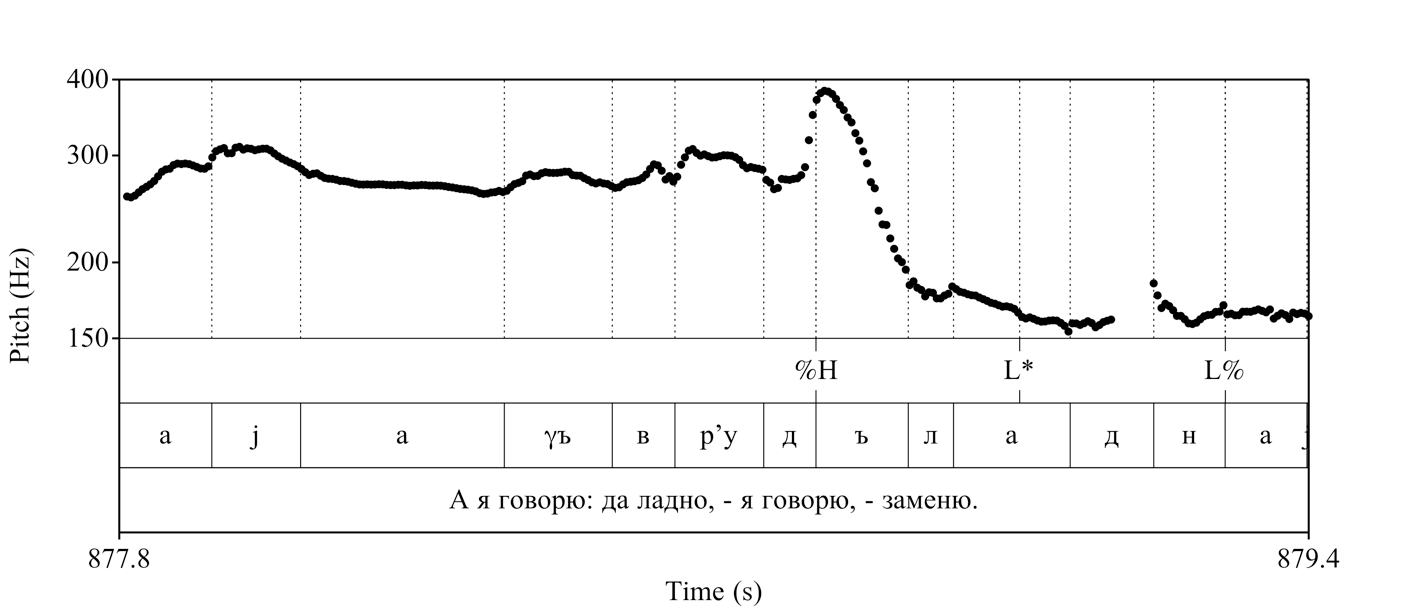 400
300
200
150
Pitch (Hz)
%H L* L%
а j а γъ в р’у д ъ л а д н а
А я говорю: да ладно, - я говорю, - заменю.
877.8 879.4
Time (s)